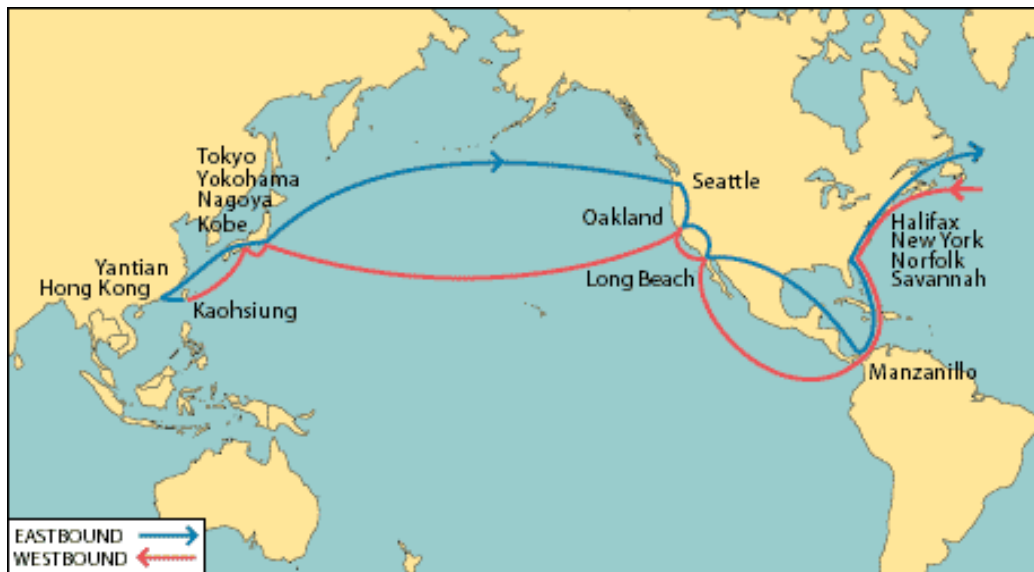 Tokyo
Yokohama
Nagoya
Kobe
Yantian
Hong Kong
Kaohsiung
Seattle
Oakland
Long Beach
Halifax
New York
Norfolk
Savannah
Manzanillo
EASTBOUND
WESTBOUND